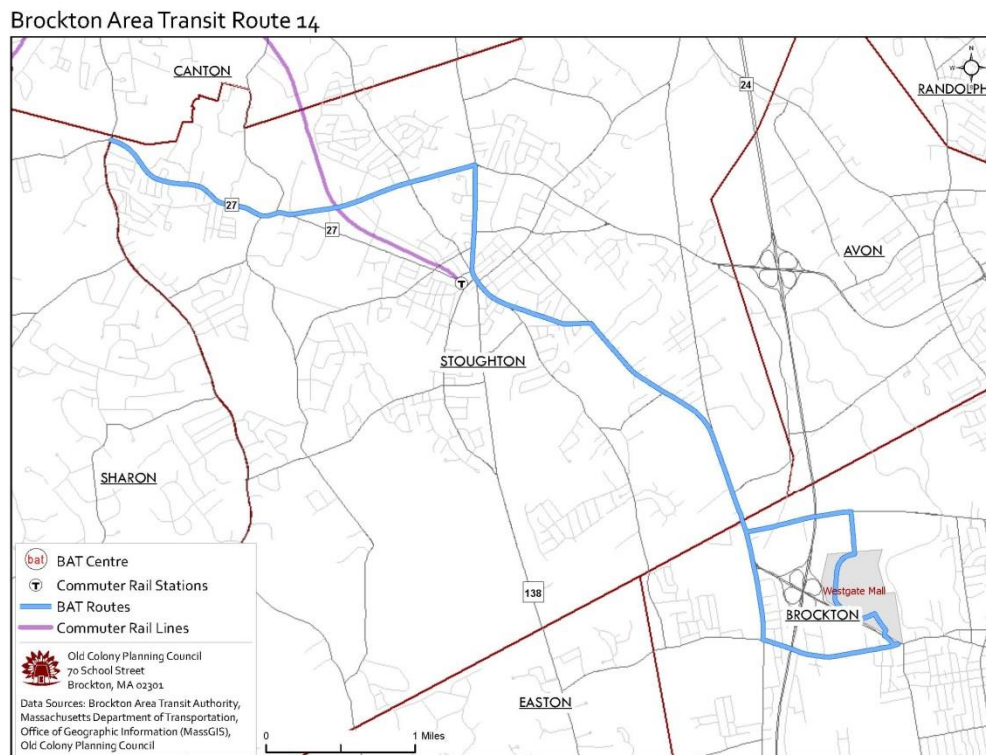 Brockton Area Transit Route 14
CANTON
N
W
RANDOLPH
24
27
27
AVON
STOUGHTON
SHARON
T
Westgate Mall
BROCKTON
138
EASTON
bat BAT Centre
T Commuter Rail Stations
BAT Routes
Commuter Rail Lines
Old Colony Planning Council
70 School Street
Brockton, MA 02301
Data Sources: Brockton Area Transit Authority,
Massachusetts Department of Transportation,
Office of Geographic Information (MassGIS),
Old Colony Planning Council
0 1 Miles